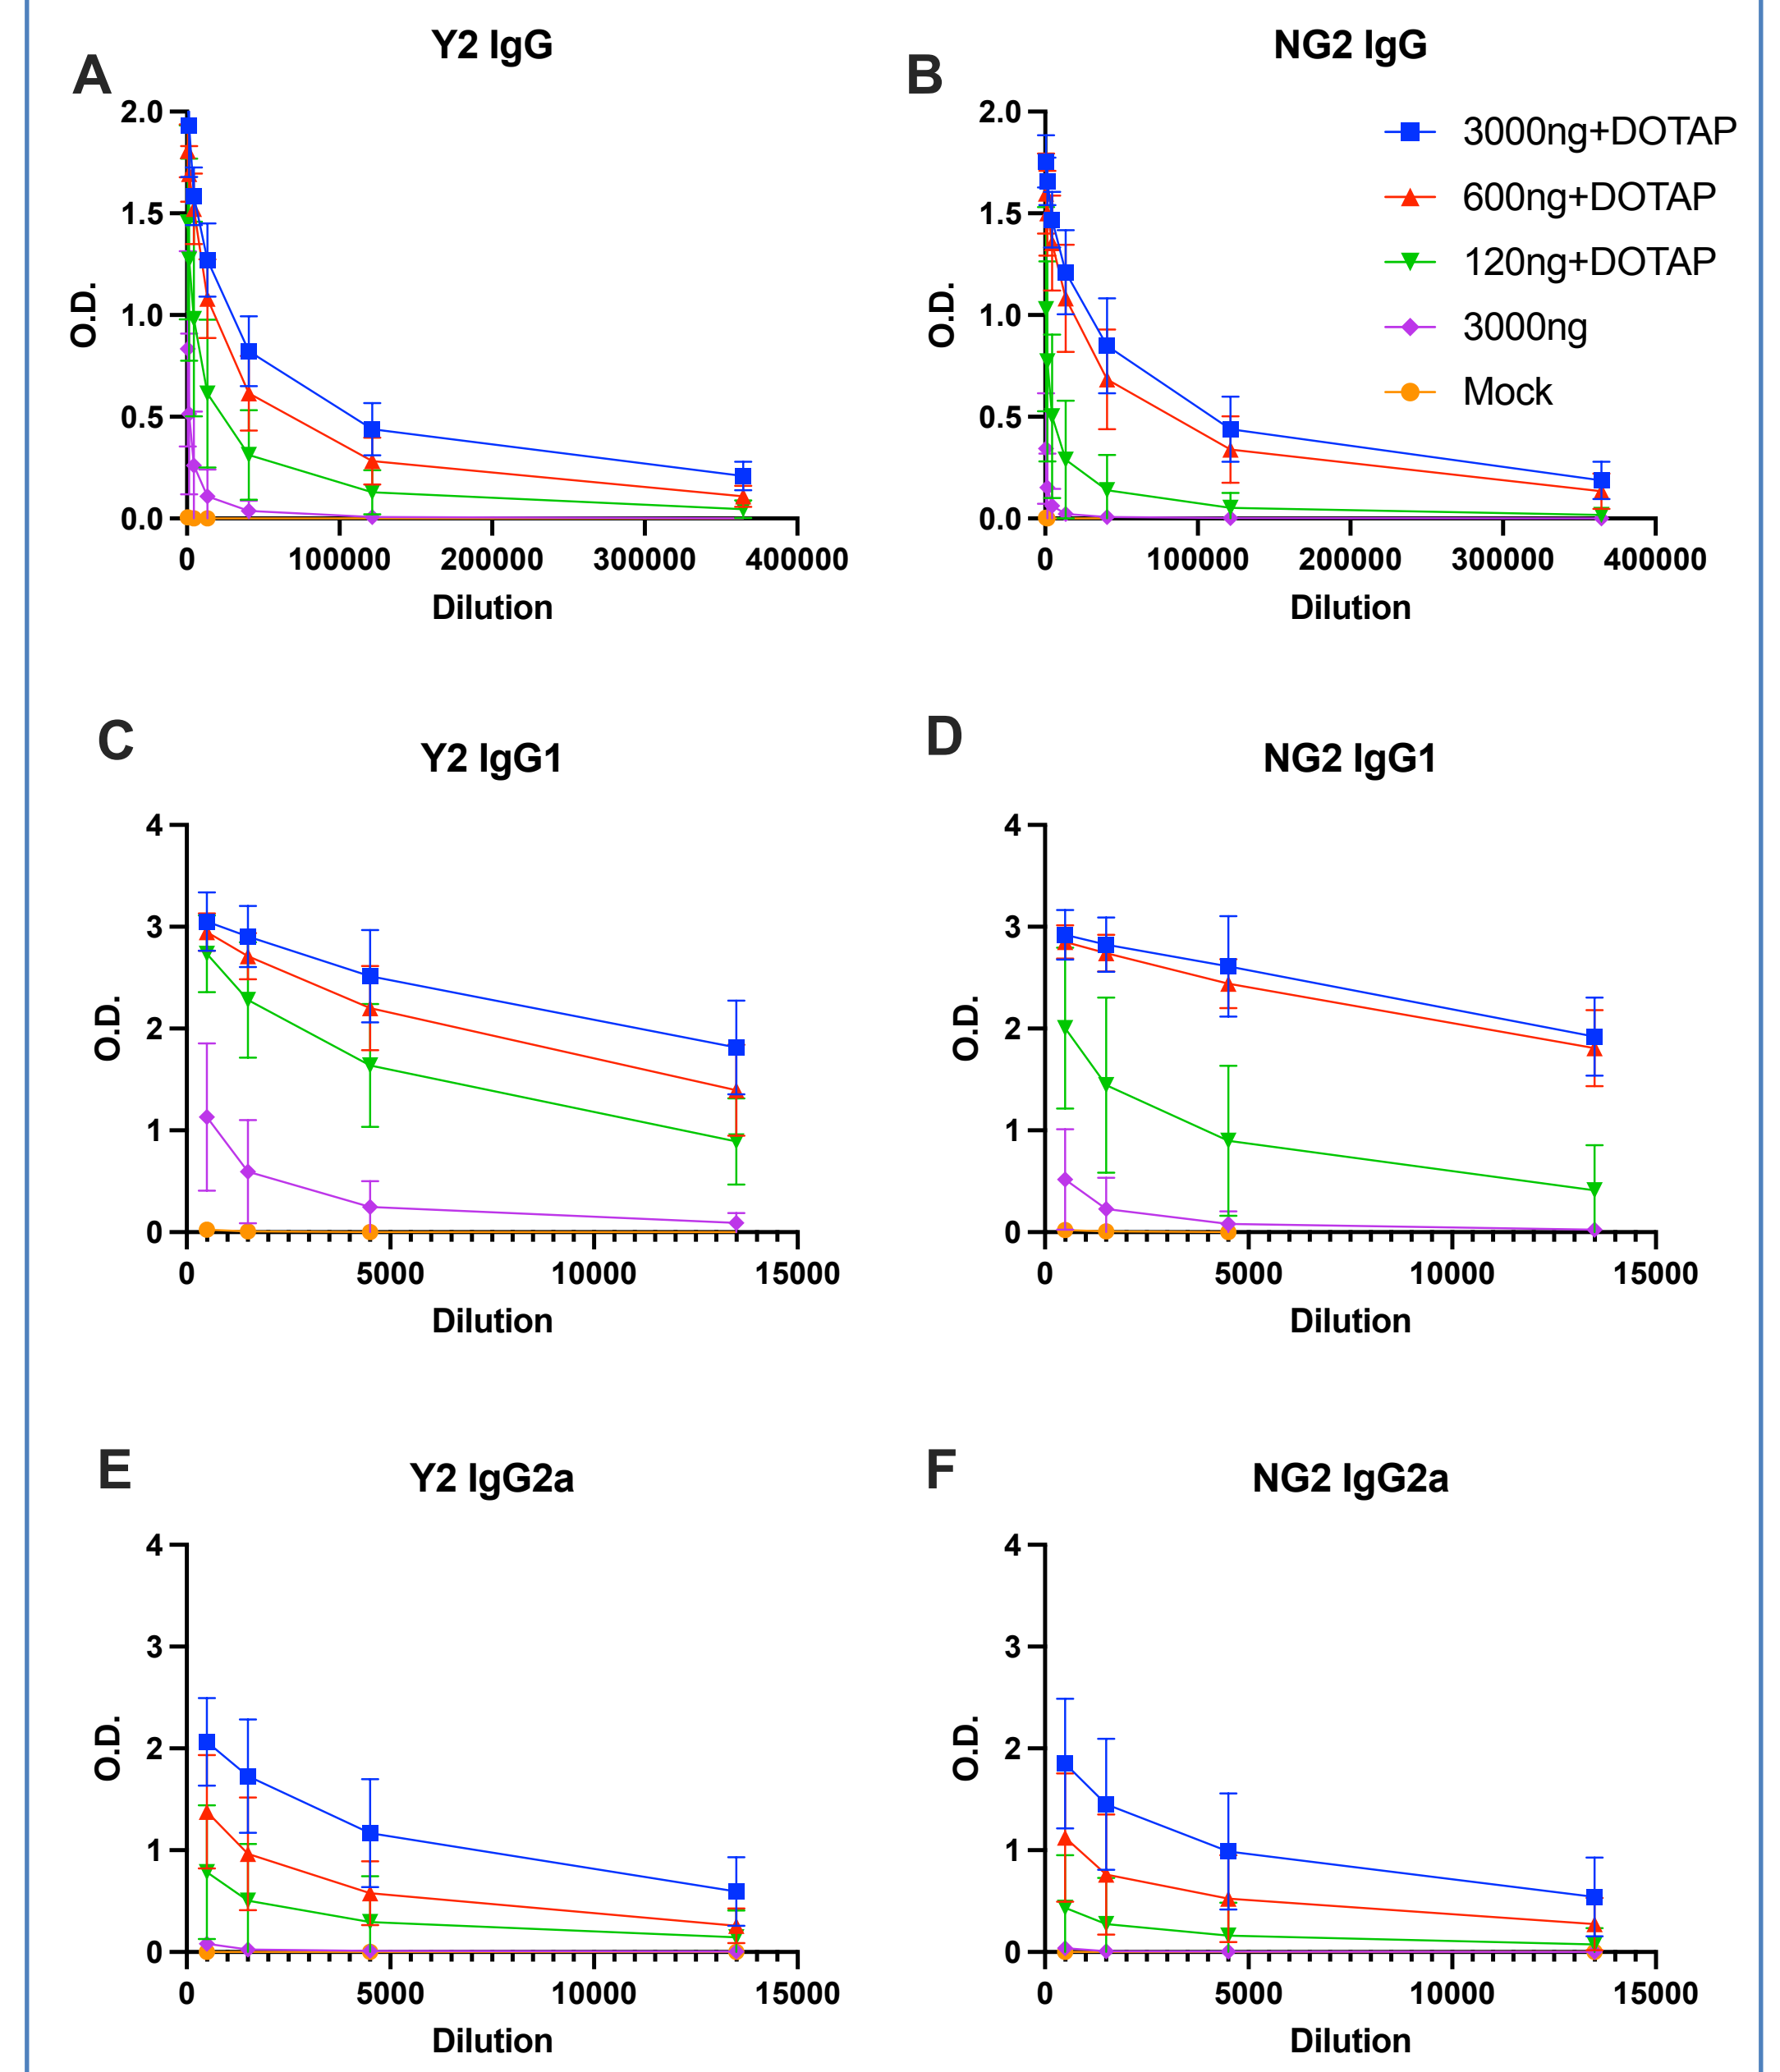 A
Y2 IgG
2.0
1.5
1.0
0.5
0.0
O.D.
0 100000 200000 300000 400000
Dilution
B
NG2 IgG
2.0
1.5
1.0
0.5
0.0
O.D.
0 100000 200000 300000 400000
Dilution
3000ng+DOTAP
600ng+DOTAP
120ng+DOTAP
3000ng
Mock
C
Y2 IgG1
4
3
2
1
0
O.D.
0 5000 10000 15000
Dilution
D
NG2 IgG1
4
3
2
1
0
O.D.
0 5000 10000 15000
Dilution
E
Y2 IgG2a
4
3
2
1
0
O.D.
0 5000 10000 15000
Dilution
F
NG2 IgG2a
4
3
2
1
0
O.D.
0 5000 10000 15000
Dilution